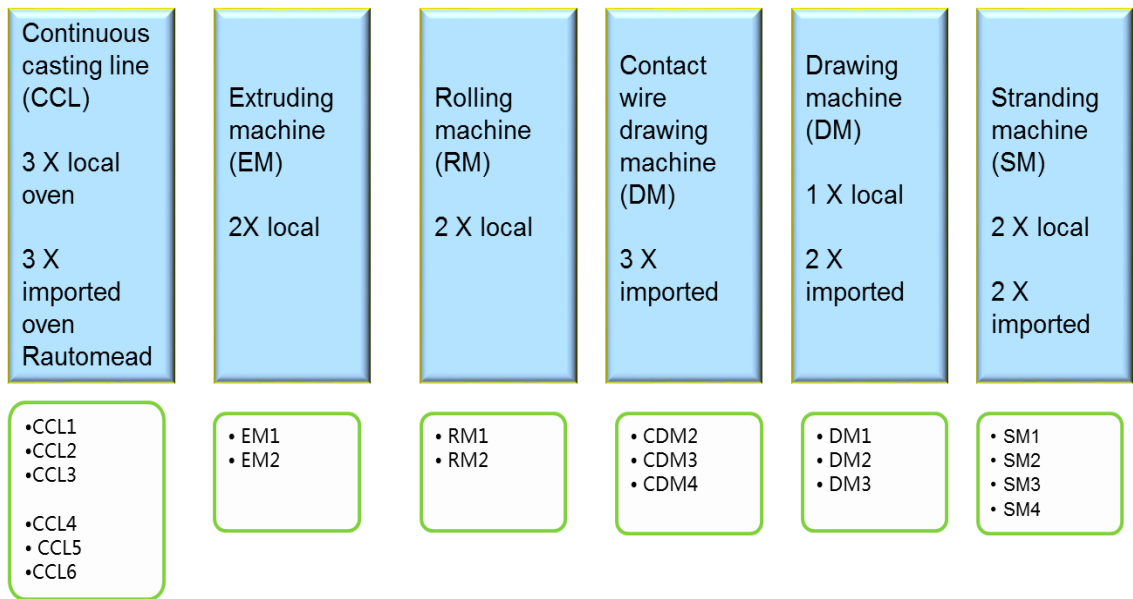 Continuous
casting line
(CCL)
3 X local
oven
3 X
imported
oven
Rautomead
Extruding
machine
(EM)
2X local
Rolling
machine
(RM)
2 X local
Contact
wire
drawing
machine
(DM)
3 X
imported
Drawing
machine
(DM)
1 X local
2 X
imported
Stranding
machine
(SM)
2 X local
2 X
imported
•CCL1
•CCL2
•CCL3
•CCL4
• CCL5
•CCL6
• EM1
• EM2
• RM1
• RM2
• CDM2
• CDM3
• CDM4
• DM1
• DM2
• DM3
• SM1
• SM2
• SM3
• SM4